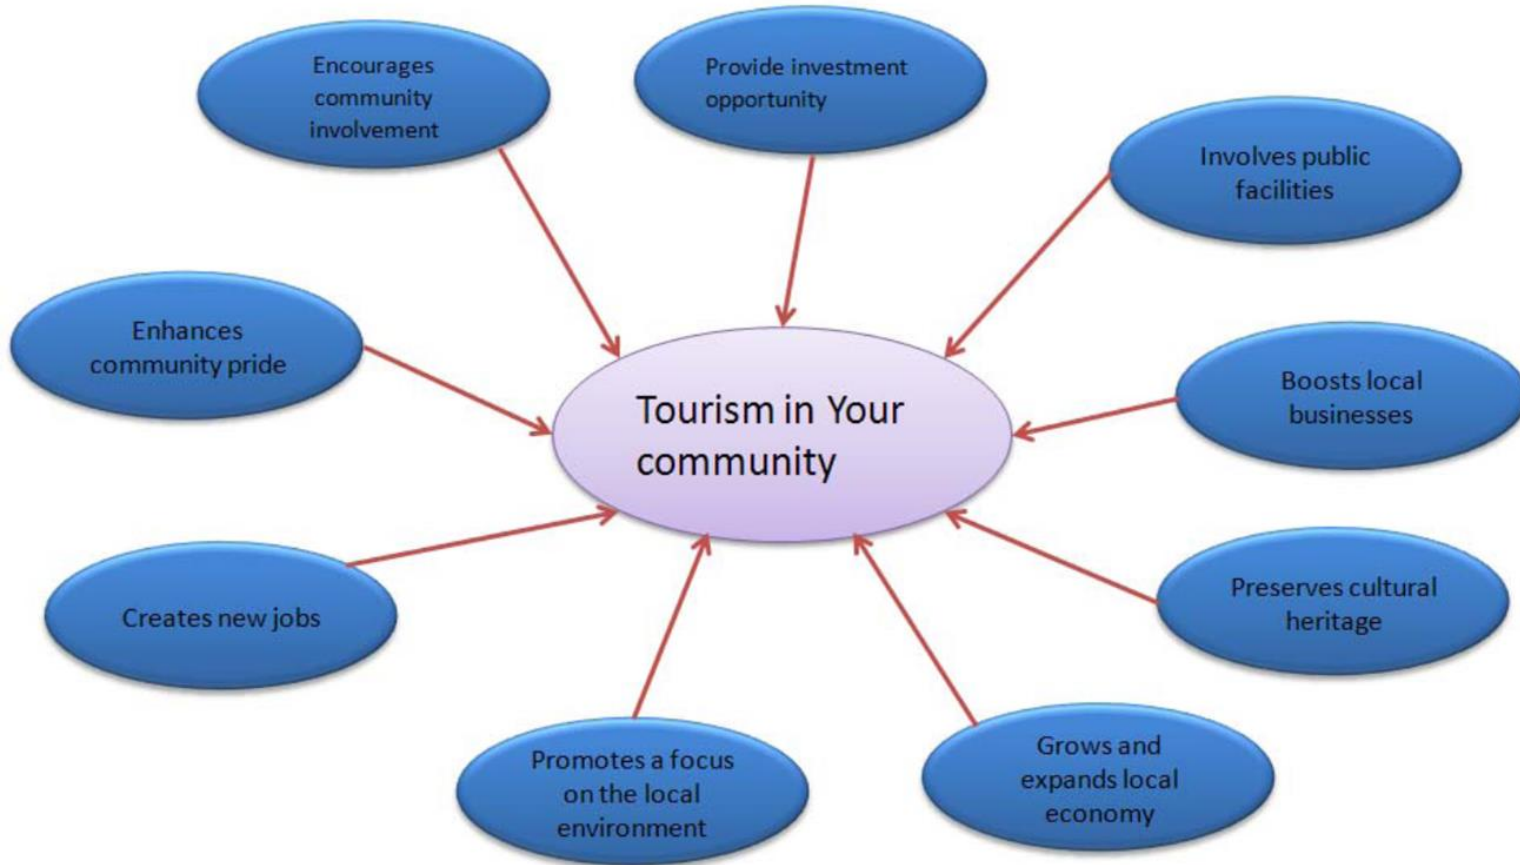 Encourages
community
involvement
Provide investment
opportunity
Involves public
facilities
Enhances
community pride
Tourism in Your
community
Boosts local
businesses
Creates new jobs
Preserves cultural
heritage
Promotes a focus
on the local
environment
Grows and
expands local
economy